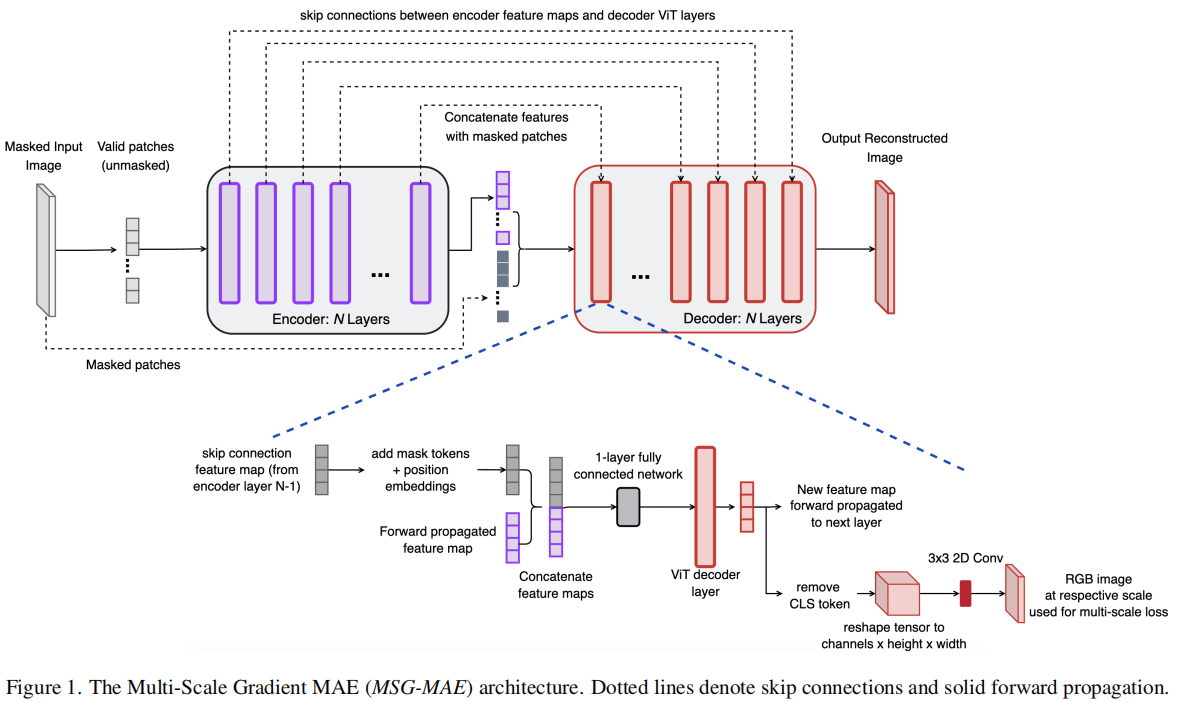 skip connections between encoder feature maps and decoder ViT layers
Masked Input
Image
Valid patches
(unmasked)
Concatenate features
with masked patches
Output Reconstructed
Image
...
...
Encoder: N Layers
Decoder: N Layers
Masked patches
skip connection
feature map (from
encoder layer N-1)
add mask tokens
+ position
embeddings
Forward propagated
feature map
Concatenate
feature maps
1-layer fully
connected network
ViT decoder
layer
New feature map
forward propagated
to next layer
remove
CLS token
reshape tensor to
channels x height x width
3x3 2D Conv
RGB image
at respective scale
used for multi-scale loss
Figure 1. The Multi-Scale Gradient MAE (MSG-MAE) architecture. Dotted lines denote skip connections and solid forward propagation.